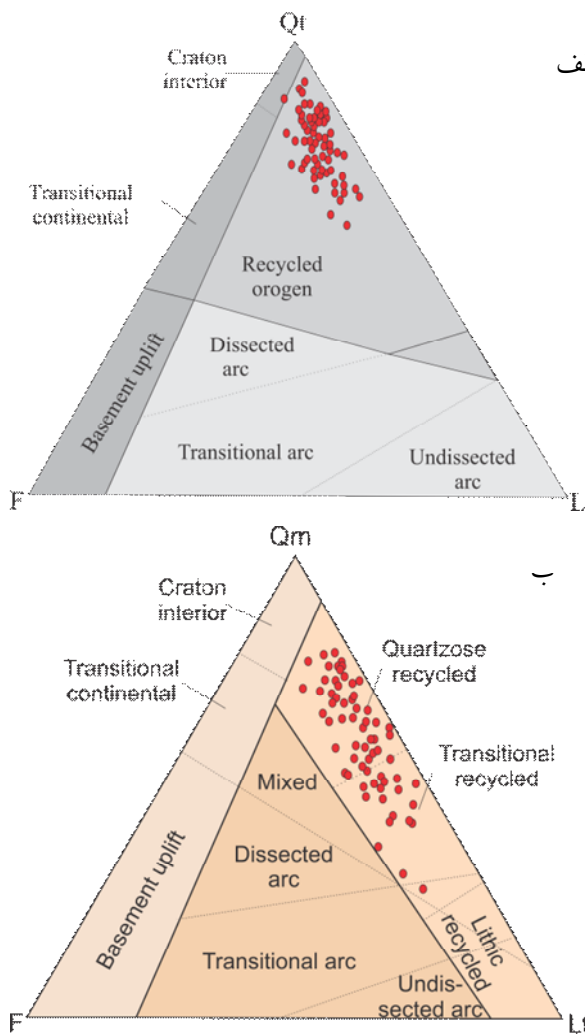 Qt
Craton
interior
Transitional
continental
Recycled
orogen
Dissected
arc
Basement uplift
Transitional arc
Undissected
arc
F
L
Qm
ب
Craton
interior
Quartzose
recycled
Transitional
continental
Transitional
recycled
Mixed
Dissected
arc
Basement uplift
Lithic
recycled
Transitional arc
Undis-
sected arc
F